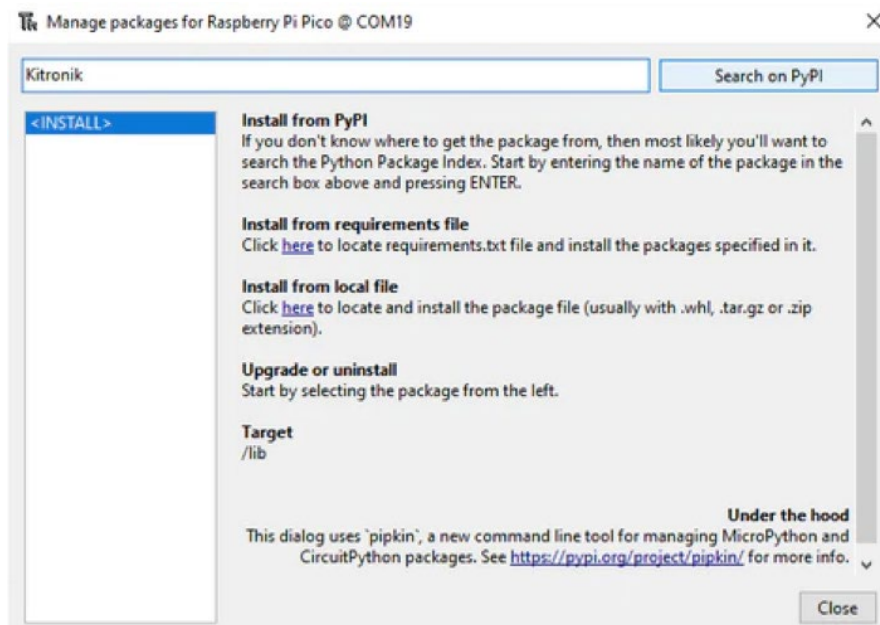 Manage packages for Raspberry Pi Pico @ COM19
Kitronik
Search on PyPI
<INSTALL>
Install from PyPI
If you don't know where to get the package from, then most likely you'll want to
search the Python Package Index. Start by entering the name of the package in the
search box above and pressing ENTER.
Install from requirements file
Click here to locate requirements.txt file and install the packages specified in it.
Install from local file
Click here to locate and install the package file (usually with .whl, .tar.gz or .zip
extension).
Upgrade or uninstall
Start by selecting the package from the left.
Target
/lib
Under the hood
This dialog uses `pipkin`, a new command line tool for managing MicroPython and
CircuitPython packages. See https://pypi.org/project/pipkin/ for more info.
Close